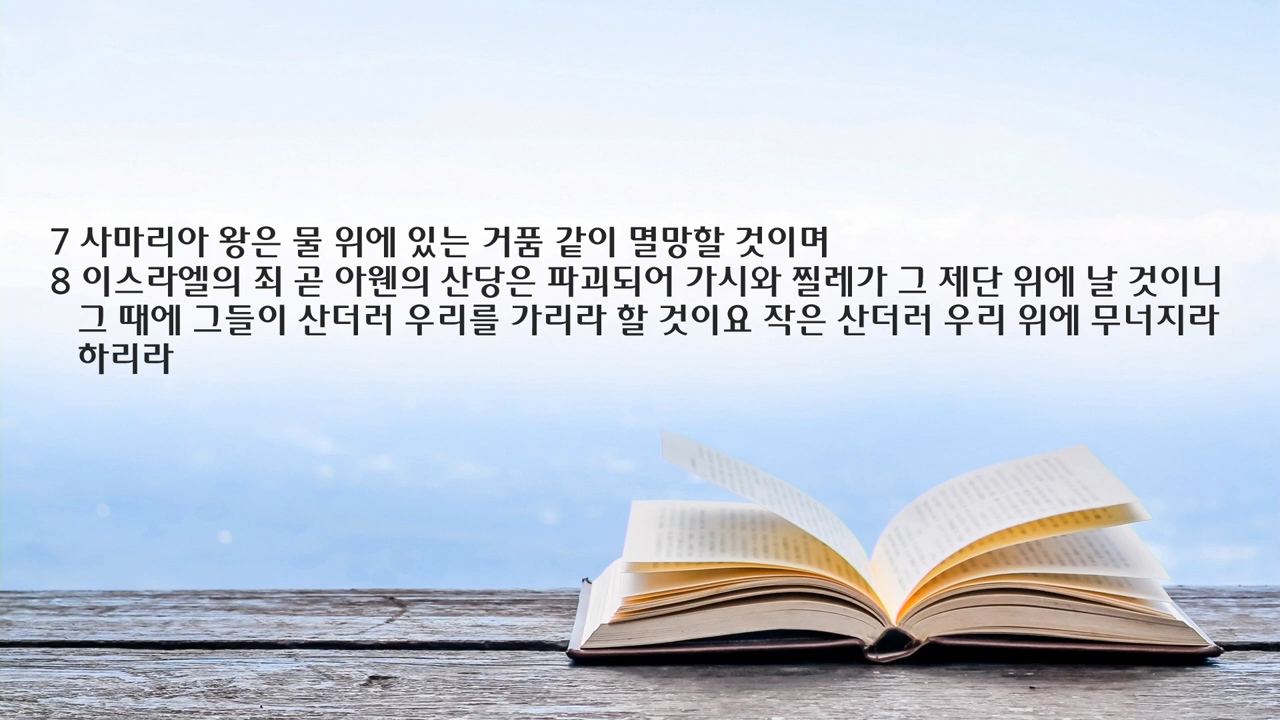 7 사마리아 왕은 물 위에 있는 거품 같이 멸망할 것이며
8 이스라엘의 죄 곧 아웬의 산당은 파괴되어 가시와 찔레가 그 제단 위에 날 것이니
그 때에 그들이 산더러 우리를 가리라 할 것이요 작은 산더러 우리 위에 무너지라
하리라